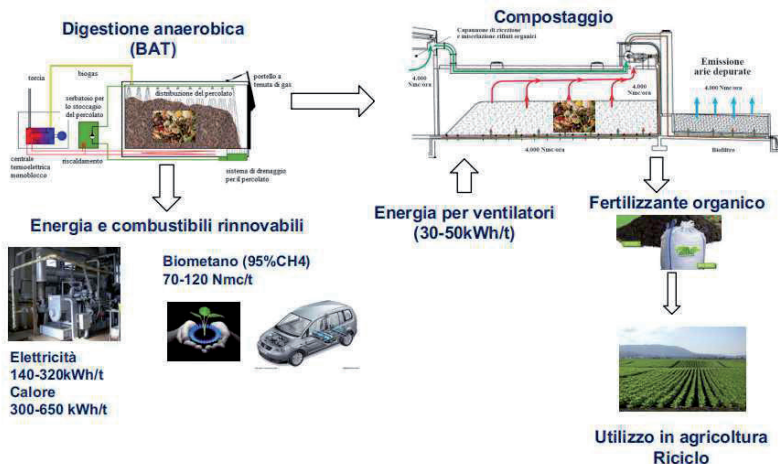 Digestione anaerobica
(BAT)
torcia
biogas
serbatoio per
lo stoccaggio
del percolato
distribuzione del percolato
portello a
tenuta di gas
centrale
termoelettrica
monoblocco
riscaldamento
sistema di drenaggio
per il percolato
Compostaggio
Capannone di ricezione
e miscelazione rifiuti organici
4.000
Nmc/ora
4.000
Nmc/ora
4.000 Nmc/ora
Emissione
arie depurate
4.000 Nmc/ora
Biofiltro
Energia e combustibili rinnovabili
Biometano (95%CH4)
70-120 Nmc/t
Elettricità
140-320kWh/t
Calore
300-650 kWh/t
Energia per ventilatori
(30-50kWh/t)
Fertilizzante organico
Utilizzo in agricoltura
Riciclo